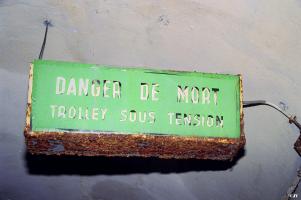 DANGER DE MORT
TROLLEY SOUS TENSION